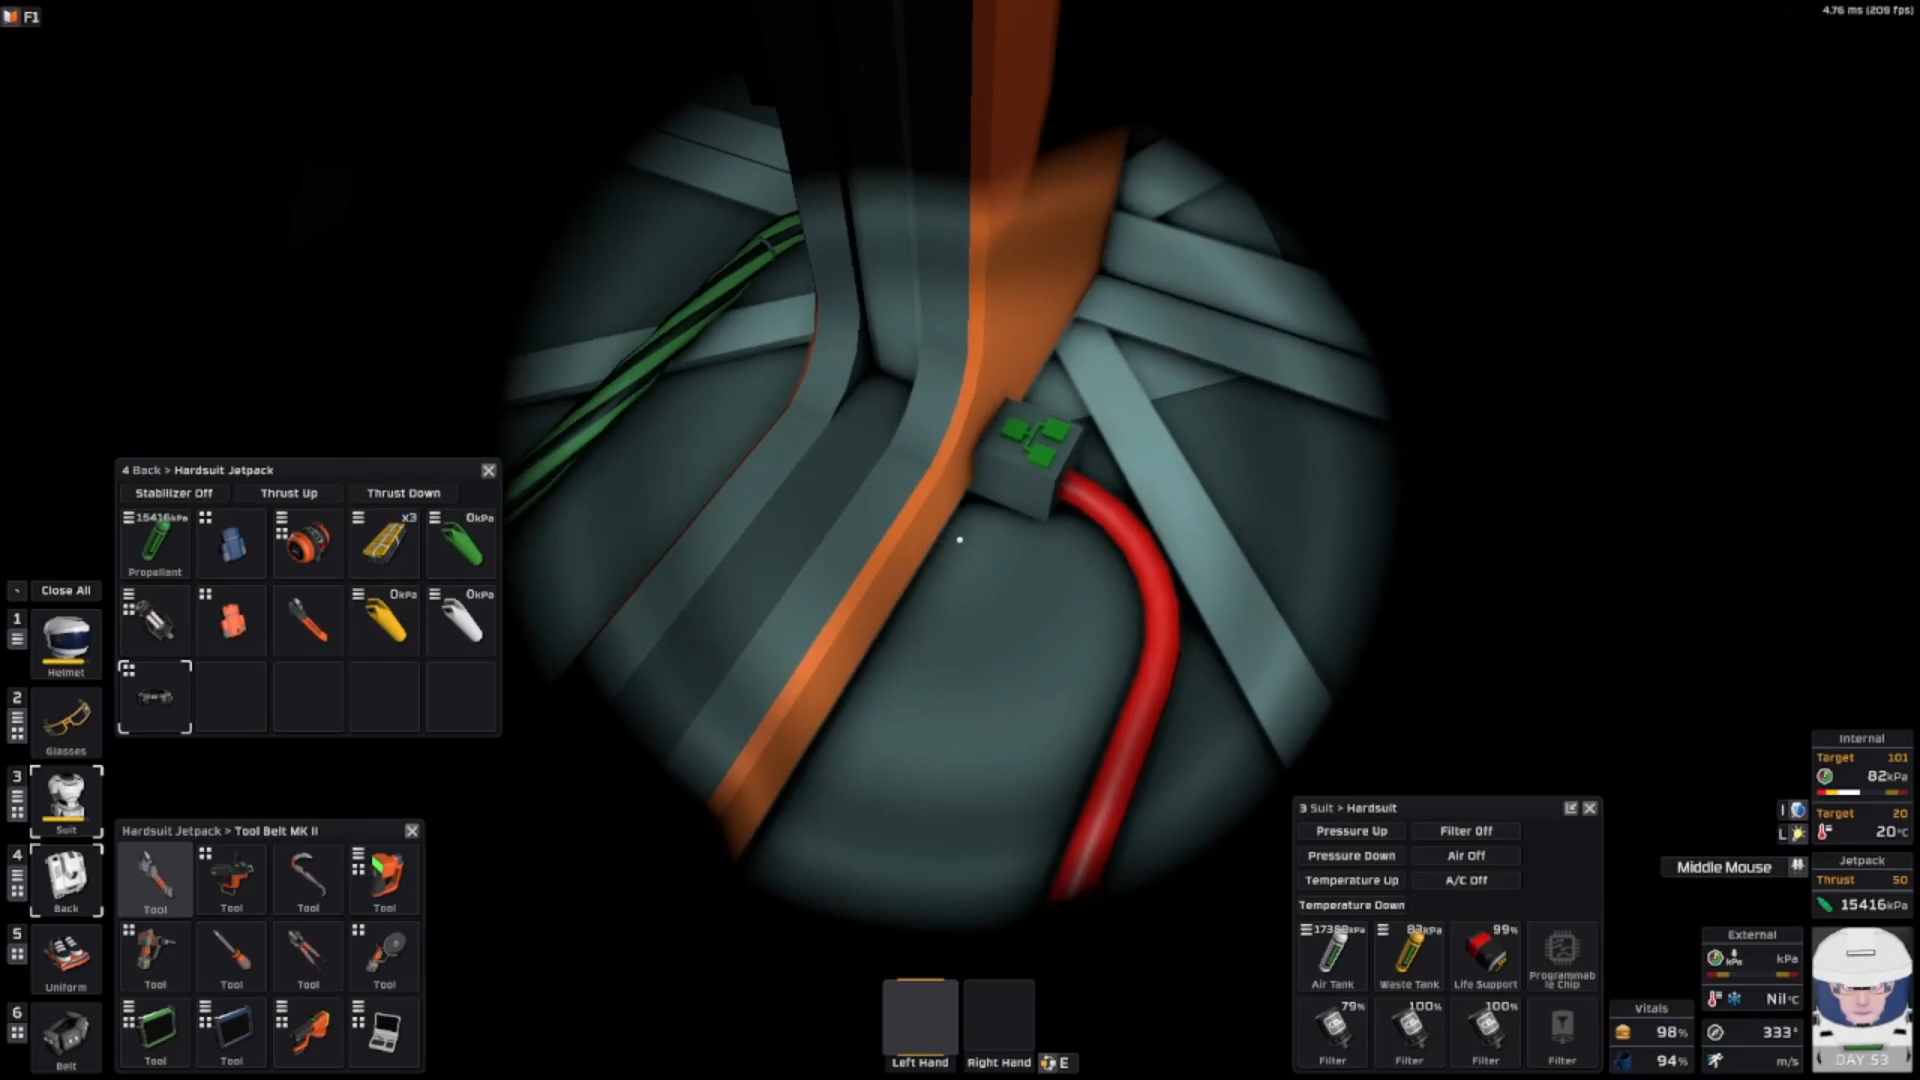 F1
4.76 ms (209 fps)
4 Back > Hardsuit Jetpack
Stabilizer Off
Thrust Up
Thrust Down
15416kPa
x3
0kPa
Propellant
0kPa
0kPa
Close All
1
Helmet
2
Glasses
3
Suit
4
Back
5
Uniform
6
Belt
Hardsuit Jetpack > Tool Belt MK II
Tool
Tool
Tool
Tool
Tool
Tool
Tool
Tool
Tool
Tool
Left Hand
Right Hand
E
3 Suit > Hardsuit
Pressure Up
Filter Off
Pressure Down
Air Off
Temperature Up
A/C Off
Temperature Down
99%
Air Tank
Waste Tank
Life Support
Programmab
le Chip
79%
100%
100%
Filter
Filter
Filter
Filter
Middle Mouse
Internal
Target 101
82kPa
I
Target 20
L
20°C
Jetpack
Thrust 50
15416kPa
External
kPa
kPa
Nil°C
333°
m/s
Vitals
98%
94%
DAY 53